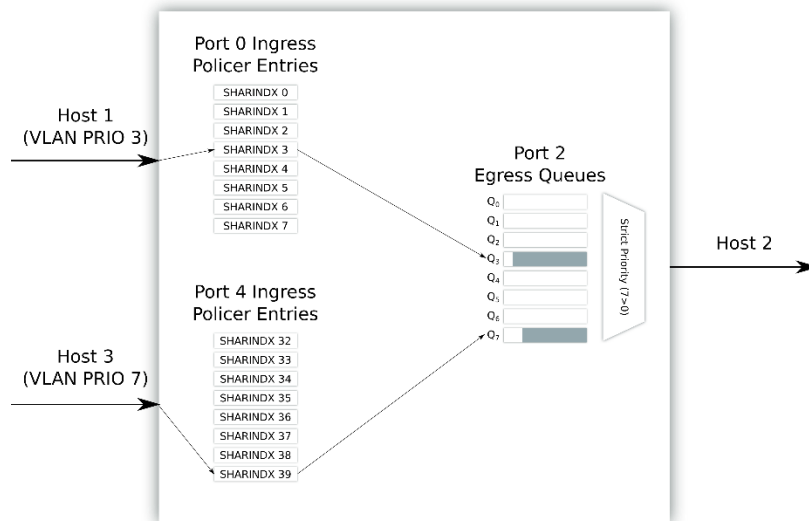 Port 0 Ingress
Policer Entries
SHARINDX 0
SHARINDX 1
SHARINDX 2
SHARINDX 3
SHARINDX 4
SHARINDX 5
SHARINDX 6
SHARINDX 7
Host 1
(VLAN PRIO 3)
Port 4 Ingress
Policer Entries
SHARINDX 32
SHARINDX 33
SHARINDX 34
SHARINDX 35
SHARINDX 36
SHARINDX 37
SHARINDX 38
SHARINDX 39
Host 3
(VLAN PRIO 7)
Port 2
Egress Queues
Q₀
Q₁
Q₂
Q₃
Q₄
Q₅
Q₆
Q₇
Strict Priority (7>0)
Host 2